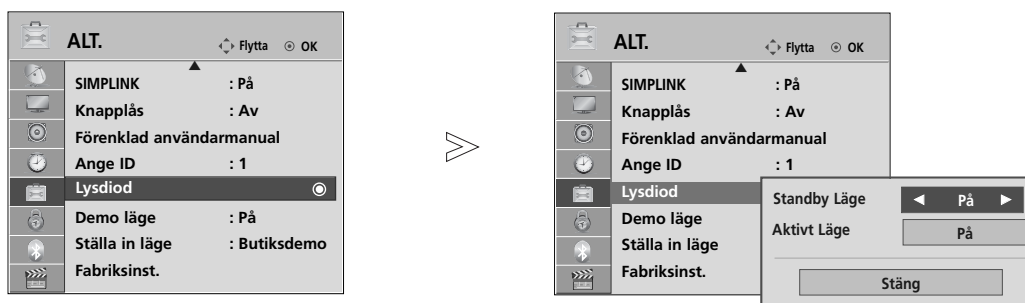 ALT.
Flytta
OK
SIMPLINK : På
Knapplås : Av
Förenklad användarmanual
Ange ID : 1
Lysdiod
Demo läge : På
Ställa in läge : Butiksdemo
Fabriksinst.
ALT.
Flytta
OK
SIMPLINK : På
Knapplås : Av
Förenklad användarmanual
Ange ID : 1
Lysdiod
Demo läge
Ställa in läge
Fabriksinst.
Standby Läge ◄ På ►
Aktivt Läge På
Stäng